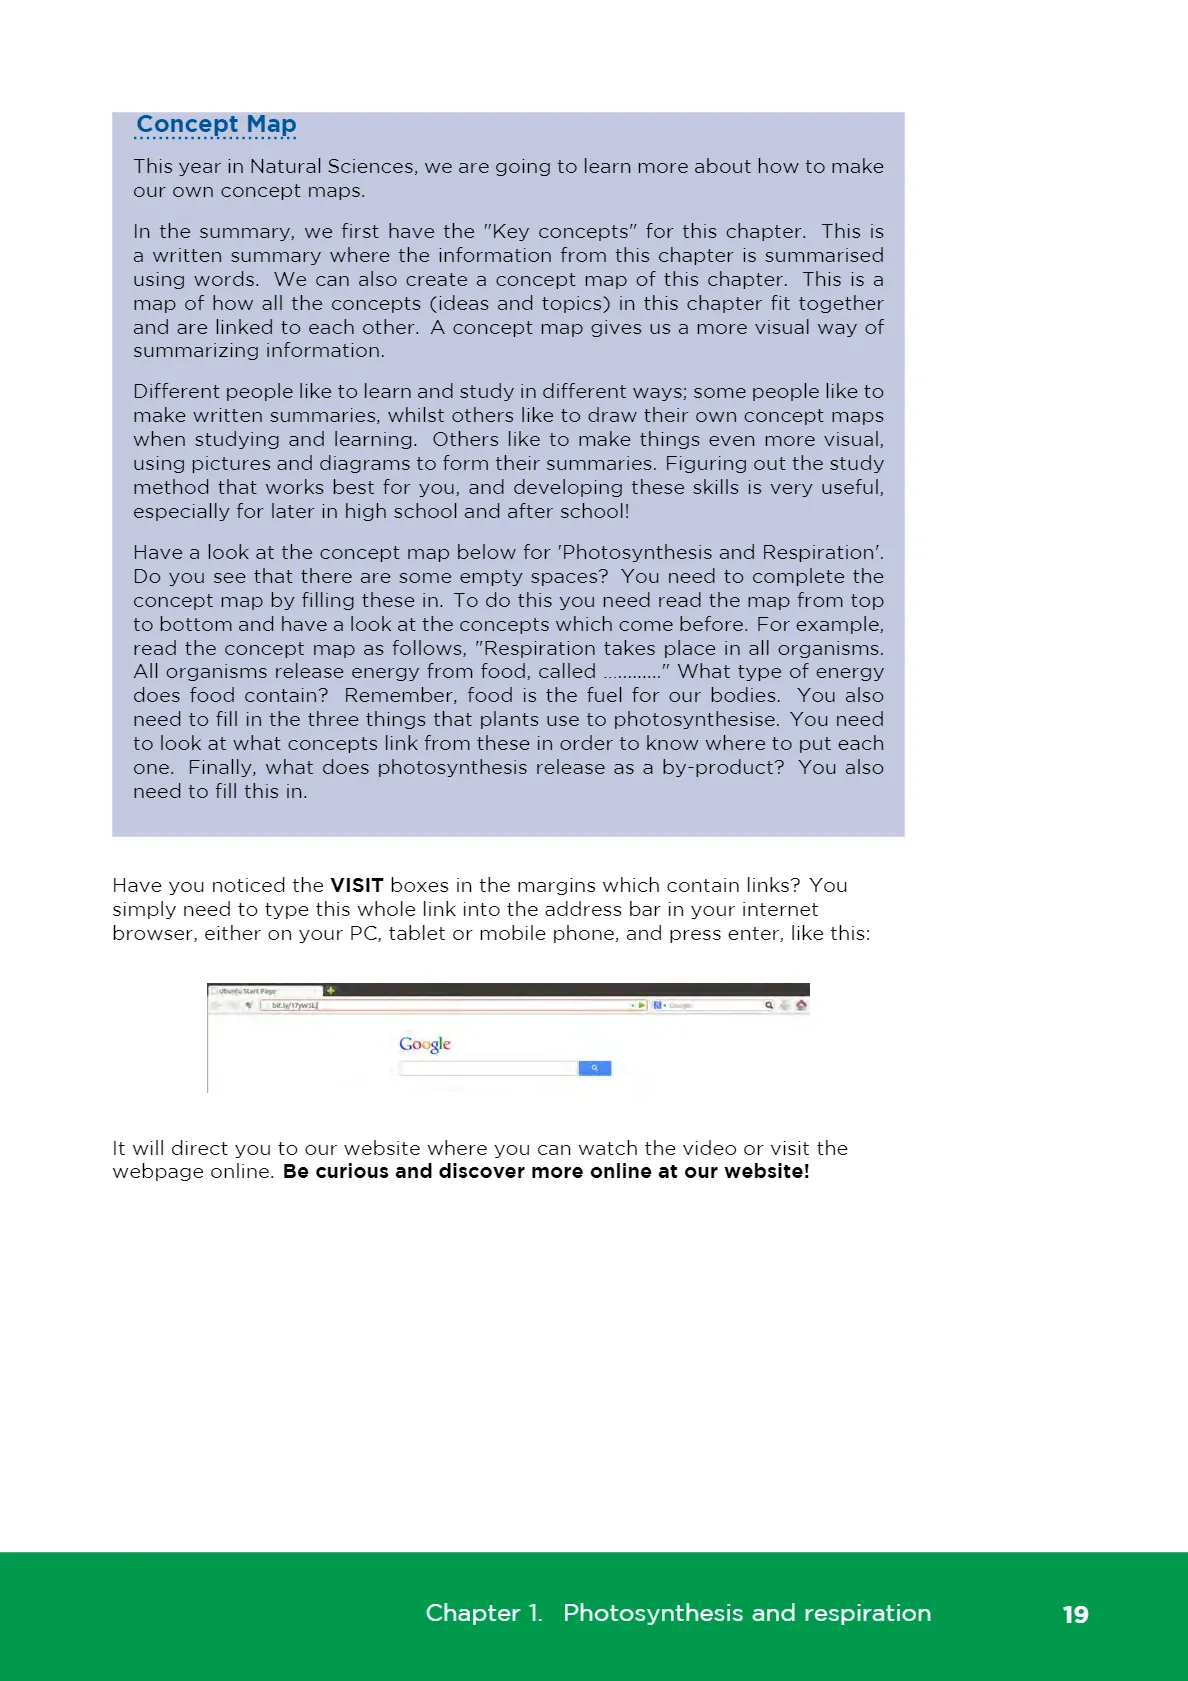 Concept Map
This year in Natural Sciences, we are going to learn more about how to make
our own concept maps.
In the summary, we first have the "Key concepts" for this chapter. This is
a written summary where the information from this chapter is summarised
using words. We can also create a concept map of this chapter. This is a
map of how all the concepts (ideas and topics) in this chapter fit together
and are linked to each other. A concept map gives us a more visual way of
summarizing information.
Different people like to learn and study in different ways; some people like to
make written summaries, whilst others like to draw their own concept maps
when studying and learning. Others like to make things even more visual,
using pictures and diagrams to form their summaries. Figuring out the study
method that works best for you, and developing these skills is very useful,
especially for later in high school and after school!
Have a look at the concept map below for 'Photosynthesis and Respiration'.
Do you see that there are some empty spaces? You need to complete the
concept map by filling these in. To do this you need read the map from top
to bottom and have a look at the concepts which come before. For example,
read the concept map as follows, "Respiration takes place in all organisms.
All organisms release energy from food, called ............" What type of energy
does food contain? Remember, food is the fuel for our bodies. You also
need to fill in the three things that plants use to photosynthesise. You need
to look at what concepts link from these in order to know where to put each
one. Finally, what does photosynthesis release as a by-product? You also
need to fill this in.
Have you noticed the VISIT boxes in the margins which contain links? You
simply need to type this whole link into the address bar in your internet
browser, either on your PC, tablet or mobile phone, and press enter, like this:
Ubuntu Start Page
Google
Google
It will direct you to our website where you can watch the video or visit the
webpage online. Be curious and discover more online at our website!
Chapter 1. Photosynthesis and respiration 19